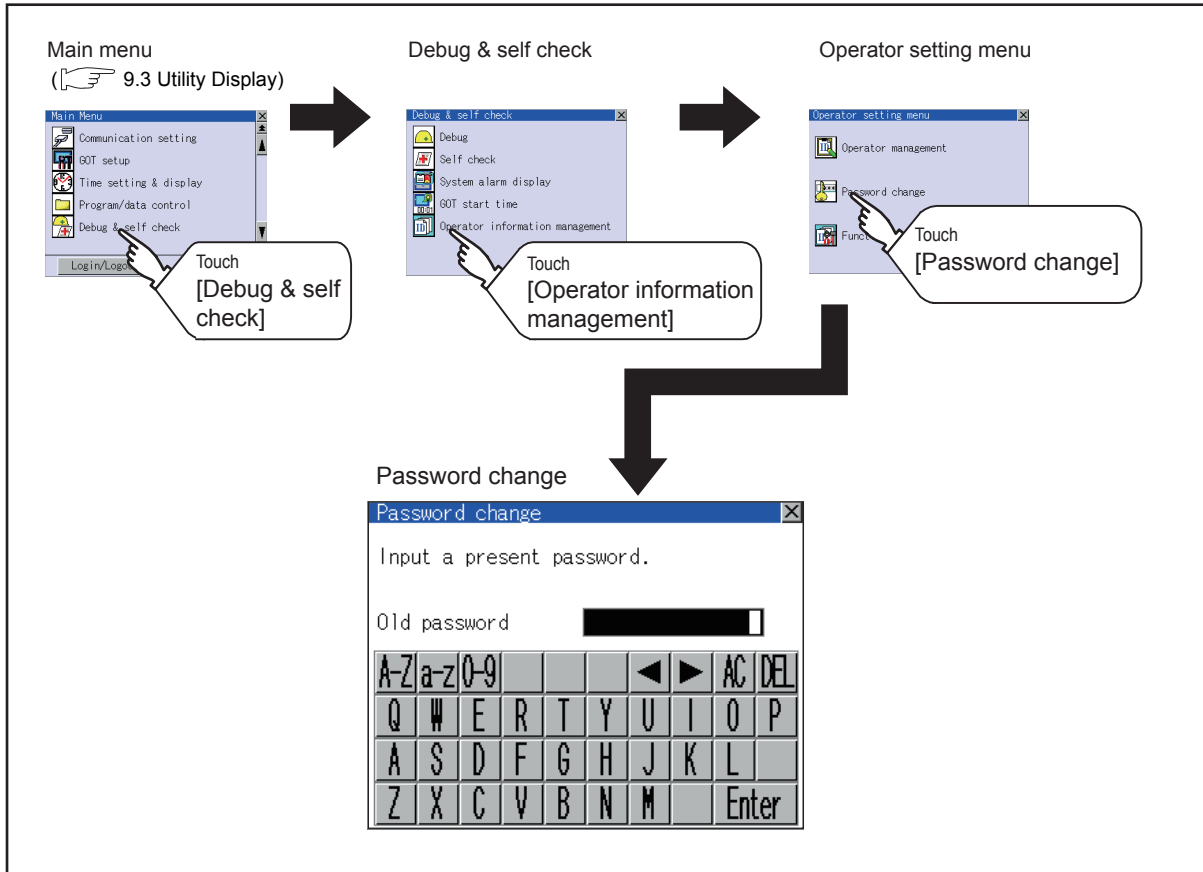 Main menu
( 9.3 Utility Display)
Main Menu
Communication setting
GOT setup
Time setting & display
Program/data control
Debug & self check
Touch
[Debug & self
check]
Debug & self check
Debug & self check
Debug
Self check
System alarm display
GOT start time
Operator information management
Touch
[Operator information
management]
Operator setting menu
Operator setting menu
Operator management
Password change
Touch
[Password change]
Password change
Password change
Input a present password.
Old password
A-Z a-z 0-9 ◀ ▶ AC DEL
Q W E R T Y U I O P
A S D F G H J K L
Z X C V B N M Enter